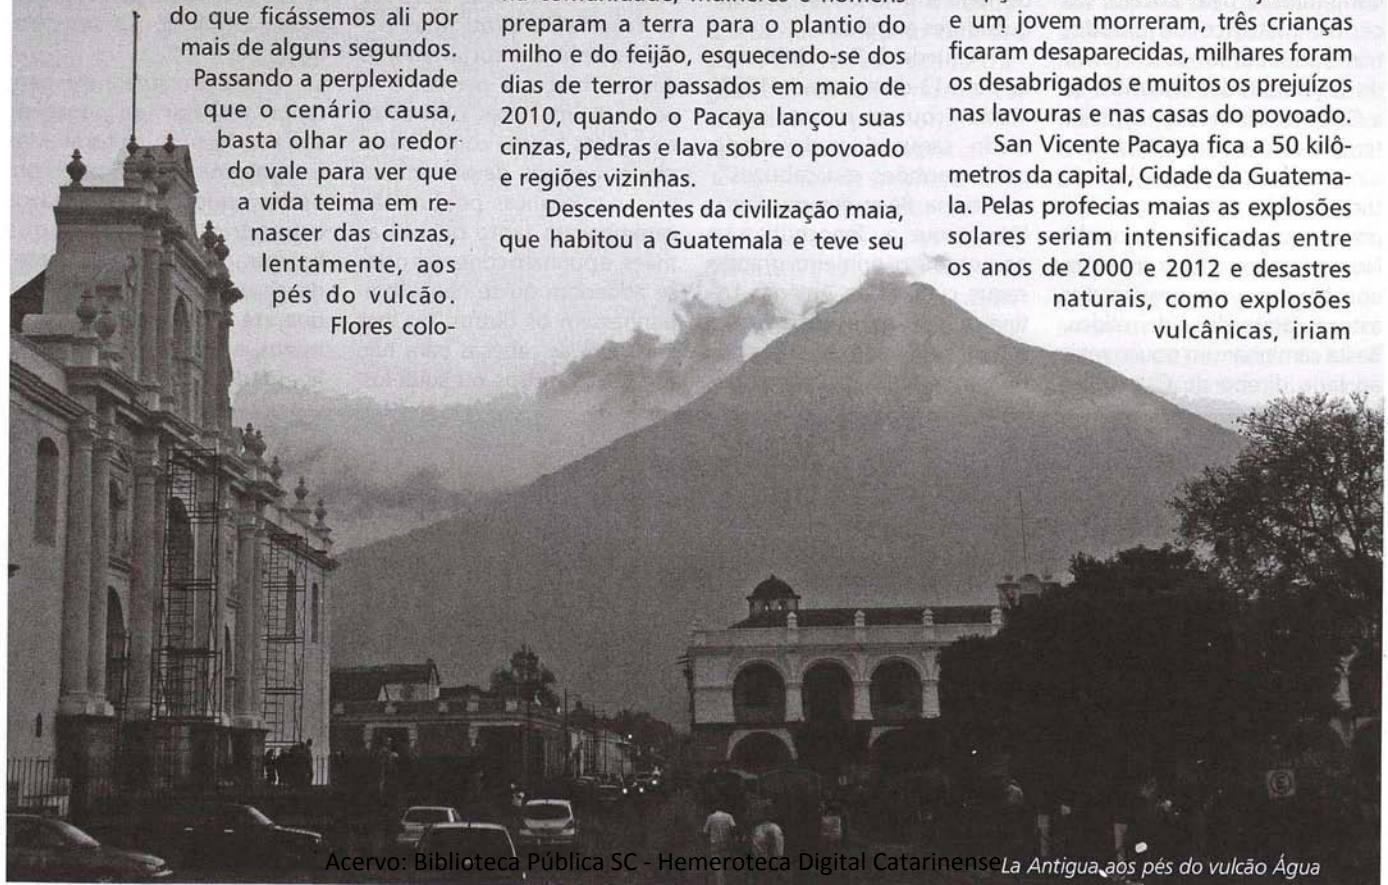 do que ficássemos ali por
mais de alguns segundos.
Passando a perplexidade
que o cenário causa,
basta olhar ao redor
do vale para ver que
a vida teima em re-
nascer das cinzas,
lentamente, aos
pés do vulcão.
Flores colo-
preparam a terra para o plantio do
milho e do feijão, esquecendo-se dos
dias de terror passados em maio de
2010, quando o Pacaya lançou suas
cinzas, pedras e lava sobre o povoado
e regiões vizinhas.
Descendentes da civilização maia,
que habitou a Guatemala e teve seu
e um jovem morreram, três crianças
ficaram desaparecidas, milhares foram
os desabrigados e muitos os prejuízos
nas lavouras e nas casas do povoado.
San Vicente Pacaya fica a 50 kilô-
metros da capital, Cidade da Guatema-
la. Pelas profecias maias as explosões
solares seriam intensificadas entre
os anos de 2000 e 2012 e desastres
naturais, como explosões
vulcânicas, iriam
Acervo: Biblioteca Pública SC - Hemeroteca Digital Catarinense
La Antigua aos pés do vulcão Água